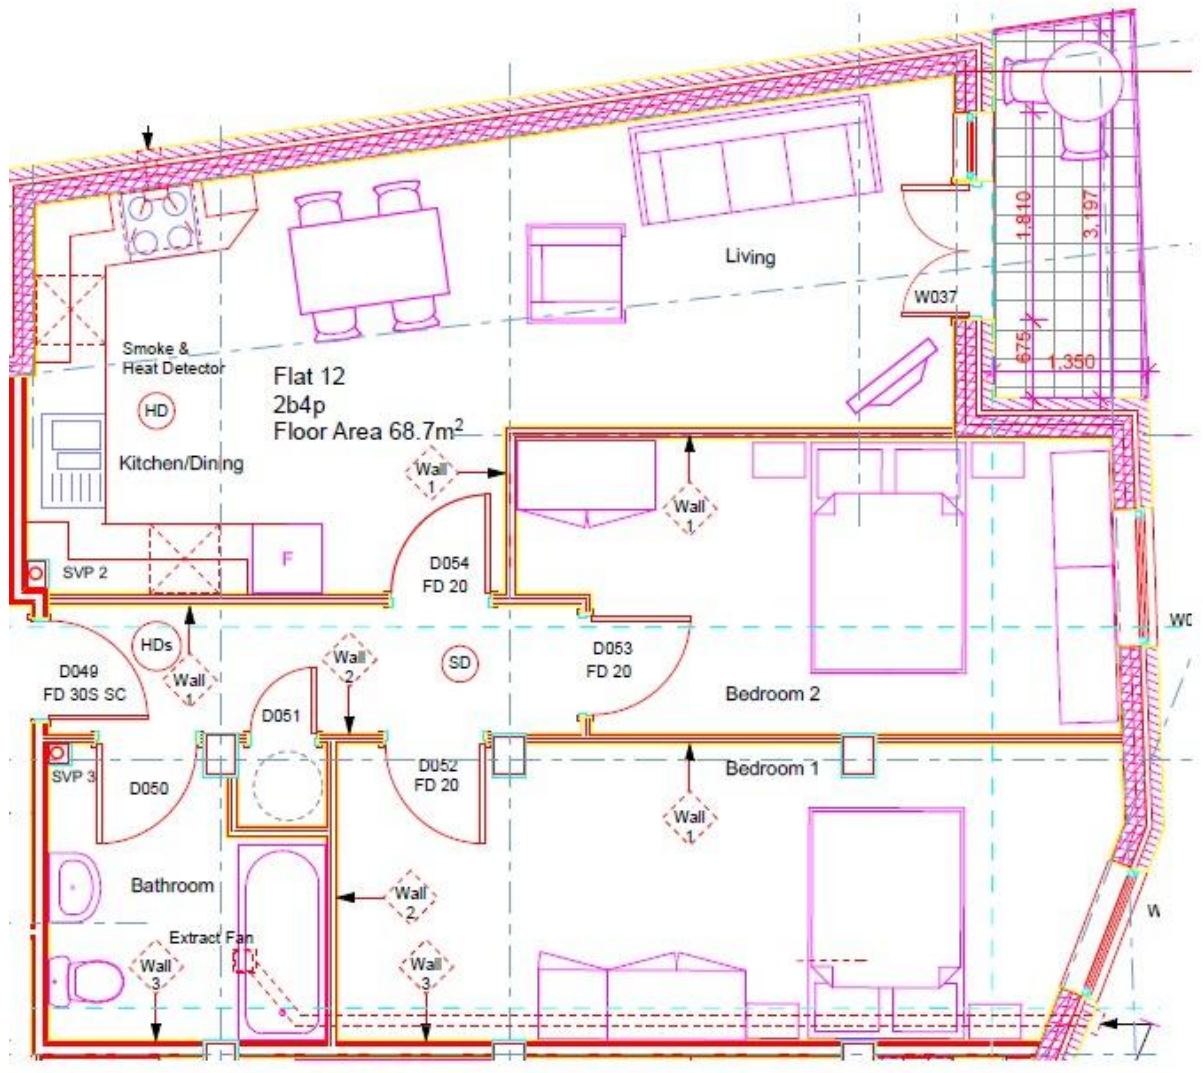 Living
W037
1,810
3,197
675
1,350
Smoke &
Heat Detector
HD
Flat 12
2b4p
Floor Area 68.7m²
Kitchen/Dining
Wall
1
Wall
1
SVP 2
F
D054
FD 20
HDs
D049
FD 30S SC
Wall
1
Wall
2
SD
D053
FD 20
D051
Bedroom 2
SVP 3
D050
D052
FD 20
Bedroom 1
Wall
1
Bathroom
Wall
2
Extract Fan
Wall
3
Wall
3